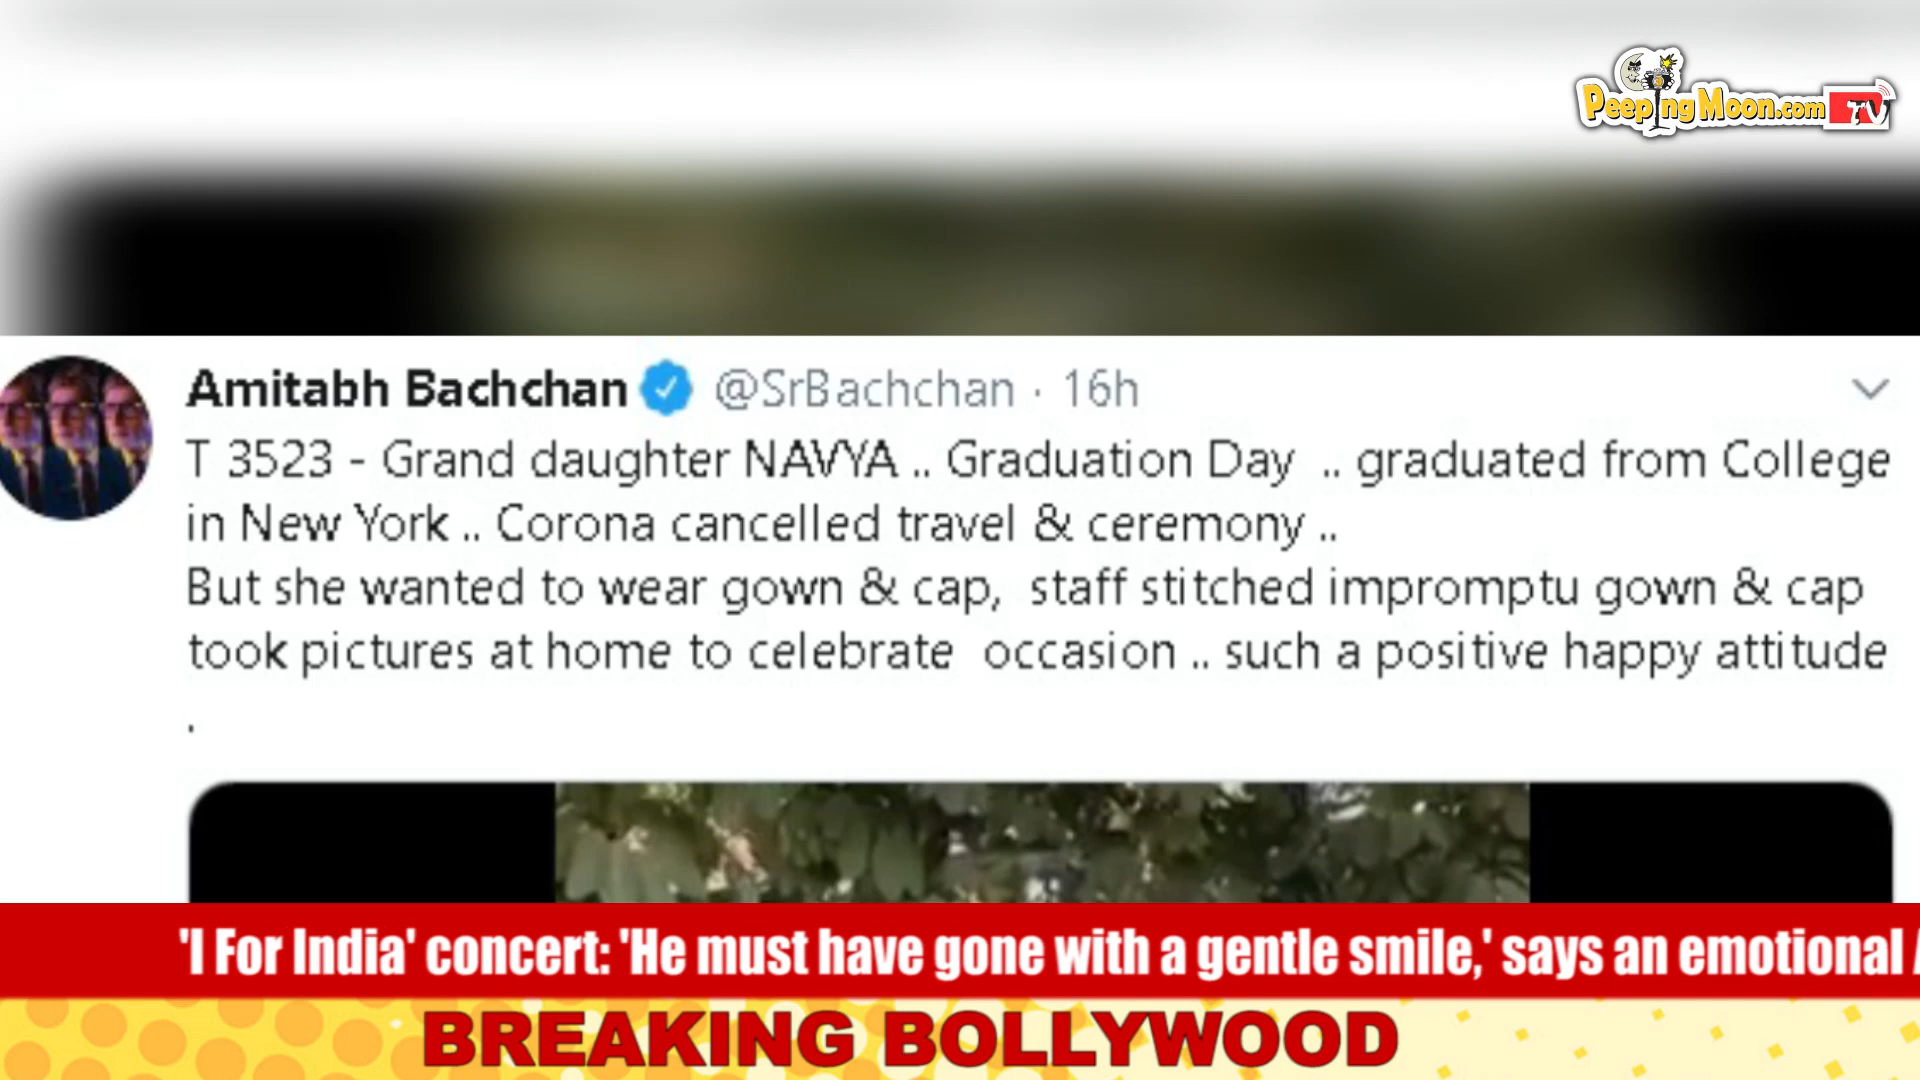 PeepingMoon.com TV
Amitabh Bachchan @SrBachchan · 16h
T 3523 - Grand daughter NAVYA .. Graduation Day .. graduated from College
in New York .. Corona cancelled travel & ceremony ..
But she wanted to wear gown & cap, staff stitched impromptu gown & cap
took pictures at home to celebrate occasion .. such a positive happy attitude
.
'I For India' concert: 'He must have gone with a gentle smile,' says an emotional
BREAKING BOLLYWOOD